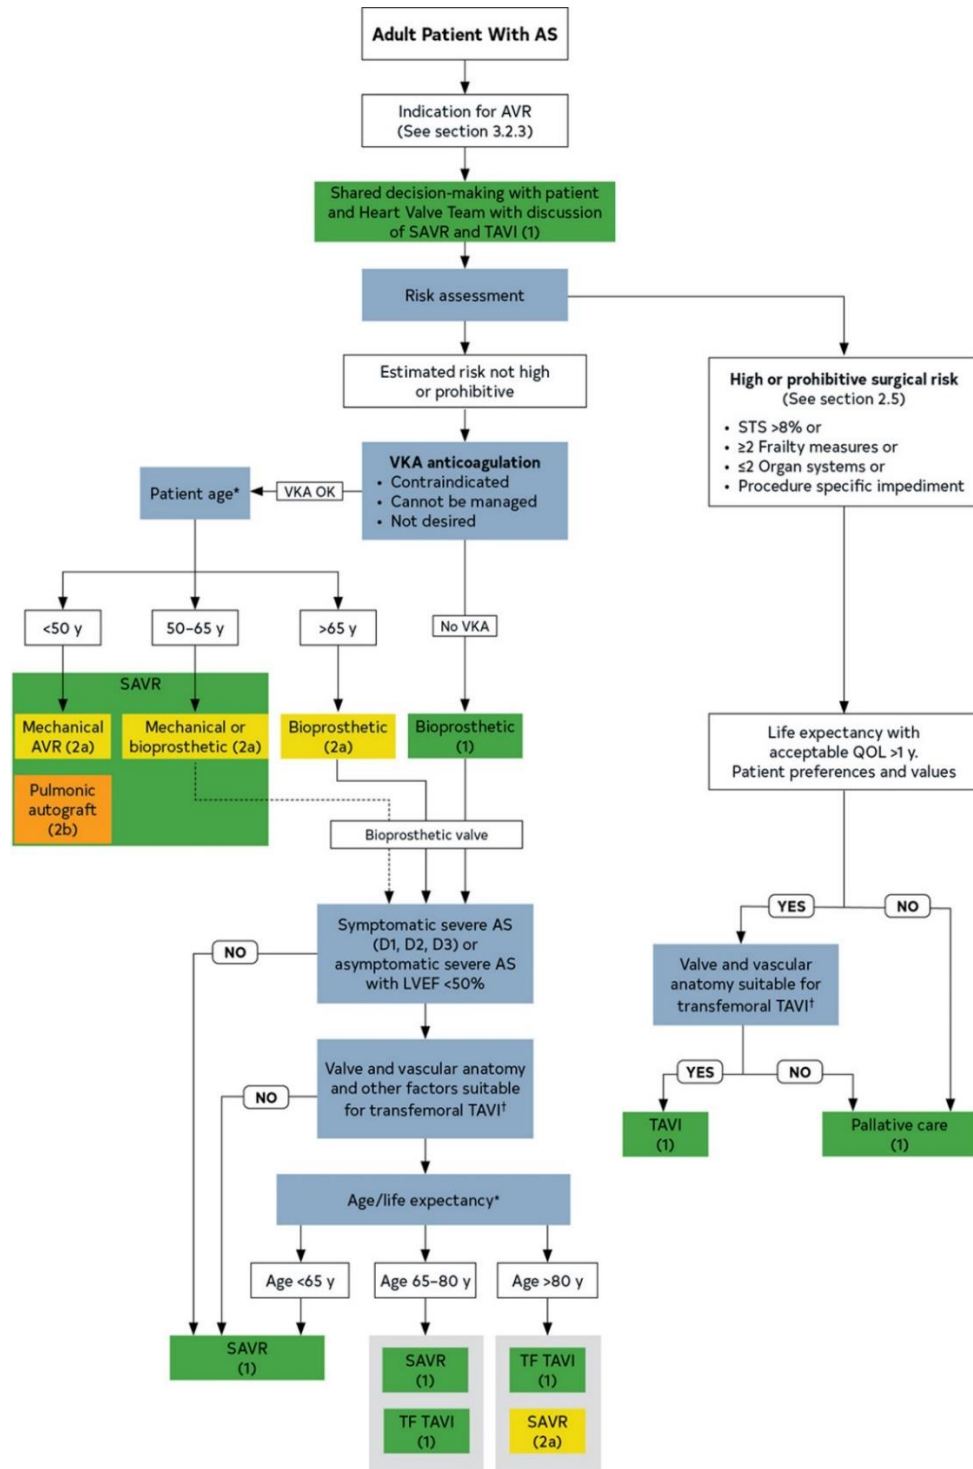 Adult Patient With AS
Indication for AVR
(See section 3.2.3)
Shared decision-making with patient
and Heart Valve Team with discussion
of SAVR and TAVI (1)
Risk assessment
Estimated risk not high
or prohibitive
High or prohibitive surgical risk
(See section 2.5)
• STS >8% or
• ≥2 Frailty measures or
• ≤2 Organ systems or
• Procedure specific impediment
VKA anticoagulation
• Contraindicated
• Cannot be managed
• Not desired
VKA OK
Patient age*
<50 y
50–65 y
>65 y
No VKA
SAVR
Mechanical
AVR (2a)
Mechanical or
bioprosthetic (2a)
Bioprosthetic
(2a)
Bioprosthetic
(1)
Pulmonic
autograft
(2b)
Life expectancy with
acceptable QOL >1 y.
Patient preferences and values
Bioprosthetic valve
YES
NO
Symptomatic severe AS
(D1, D2, D3) or
asymptomatic severe AS
with LVEF <50%
NO
Valve and vascular
anatomy suitable for
transfemoral TAVI†
Valve and vascular anatomy
and other factors suitable
for transfemoral TAVI†
NO
YES
NO
TAVI
(1)
Pallative care
(1)
Age/life expectancy*
Age <65 y
Age 65–80 y
Age >80 y
SAVR
(1)
SAVR
(1)
TF TAVI
(1)
TF TAVI
(1)
SAVR
(2a)